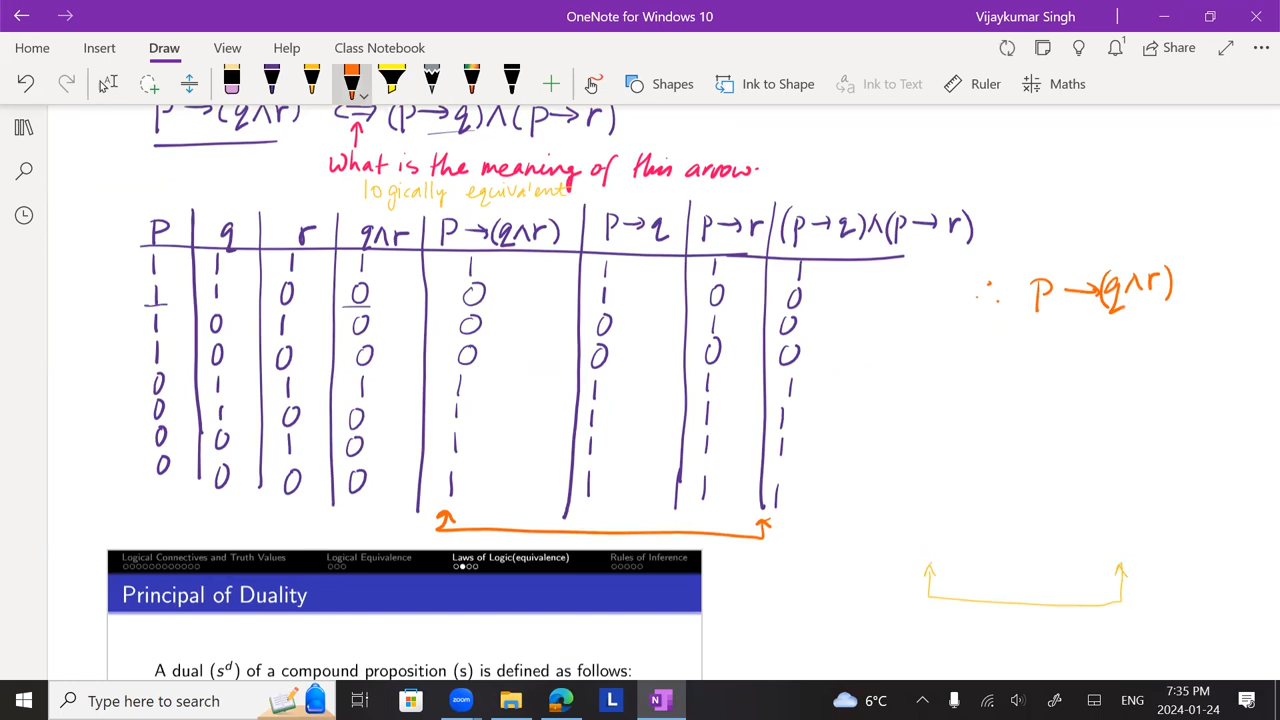 OneNote for Windows 10
Vijaykumar Singh
Home Insert Draw View Help Class Notebook
Share
Shapes Ink to Shape Ink to Text Ruler Maths
P→(q∧r) ⟺ (p→q)∧(p→r)
What is the meaning of this arrow.
logically equivalent
P q r q∧r P→(q∧r) P→q p→r (p→q)∧(p→r)
1 1 1 1 1 1 1 1
1 1 0 0 0 1 0 0
1 0 1 0 0 0 1 0
1 0 0 0 0 0 0 0
0 1 1 1 1 1 1 1
0 1 0 0 1 1 1 1
0 0 1 0 1 1 1 1
0 0 0 0 1 1 1 1
∴ P→(q∧r)
Logical Connectives and Truth Values Logical Equivalence Laws of Logic(equivalence) Rules of Inference
Principal of Duality
A dual (s^d) of a compound proposition (s) is defined as follows:
Type here to search
zoom
L
N
6°C
ENG
7:35 PM
2024-01-24